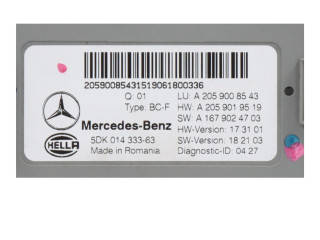 20590085431519061800336
Q: 01 LU: A 205 900 85 43
Type: BC-F HW: A 205 901 95 19
SW: A 167 902 47 03
Mercedes-Benz HW-Version: 17 31 01
HELLA 5DK 014 333-63 SW-Version: 18 21 03
Made in Romania Diagnostic-ID: 04 27